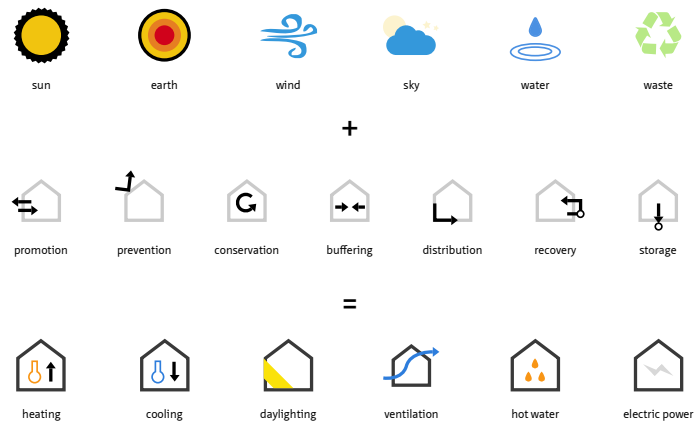 sun earth wind sky water waste
+
promotion prevention conservation buffering distribution recovery storage
=
heating cooling daylighting ventilation hot water electric power